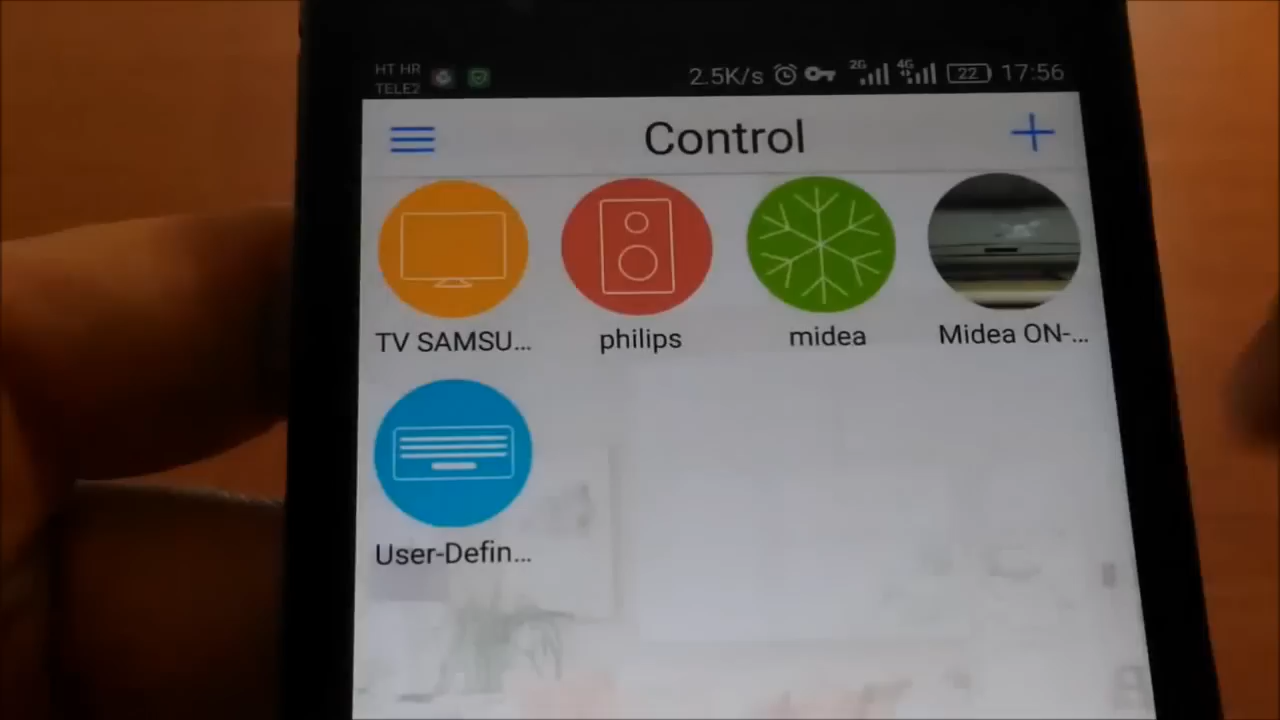 HT HR
TELE2
2.5K/s 2G 4G 22 17:56
Control
TV SAMSU...
philips
midea
Midea ON-...
User-Defin...